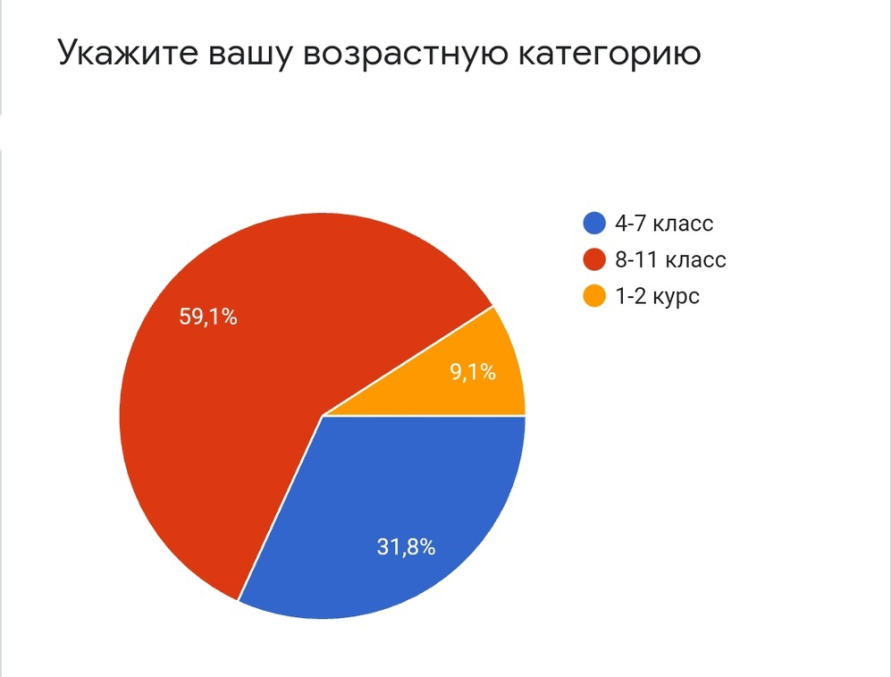 Укажите вашу возрастную категорию
4-7 класс
8-11 класс
1-2 курс
59,1%
9,1%
31,8%